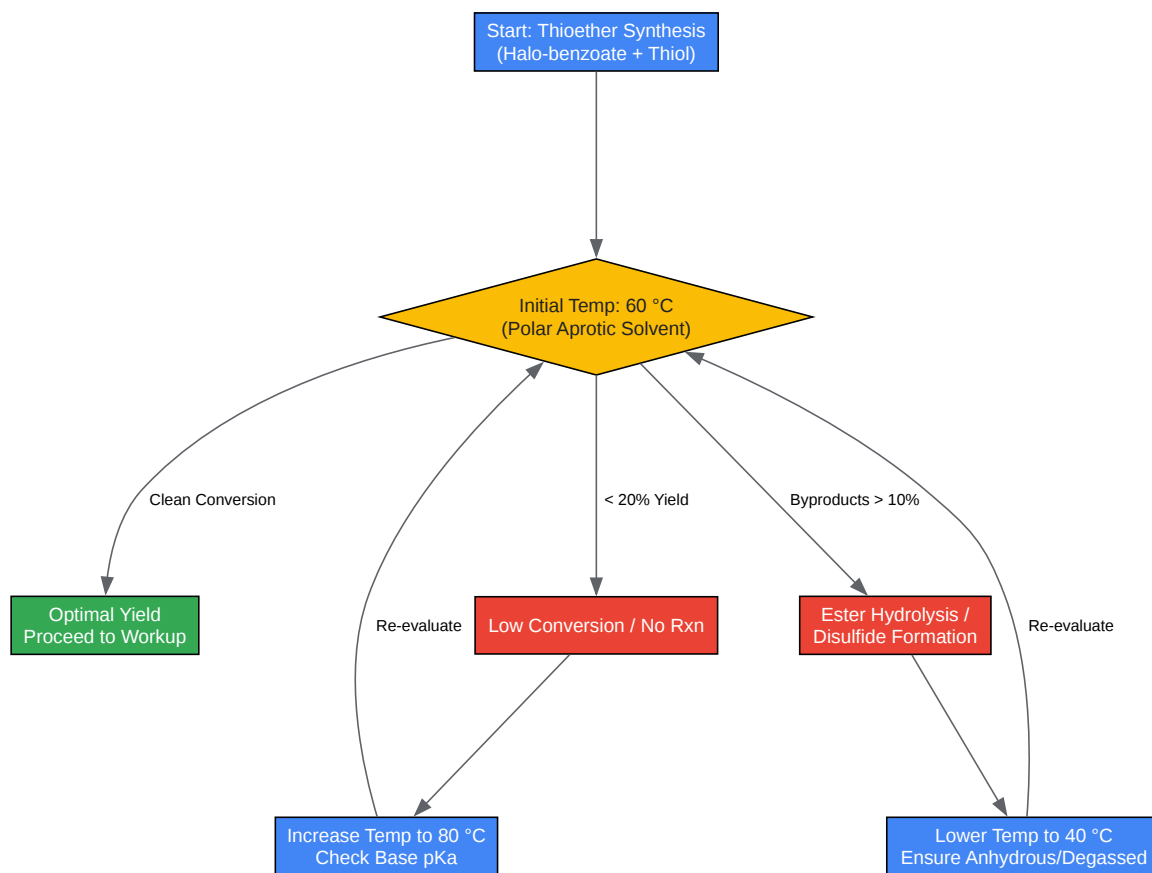 Start: Thioether Synthesis
(Halo-benzoate + Thiol)
Initial Temp: 60 °C
(Polar Aprotic Solvent)
Clean Conversion
< 20% Yield
Byproducts > 10%
Optimal Yield
Proceed to Workup
Re-evaluate
Low Conversion / No Rxn
Ester Hydrolysis /
Disulfide Formation
Re-evaluate
Increase Temp to 80 °C
Check Base pKa
Lower Temp to 40 °C
Ensure Anhydrous/Degassed